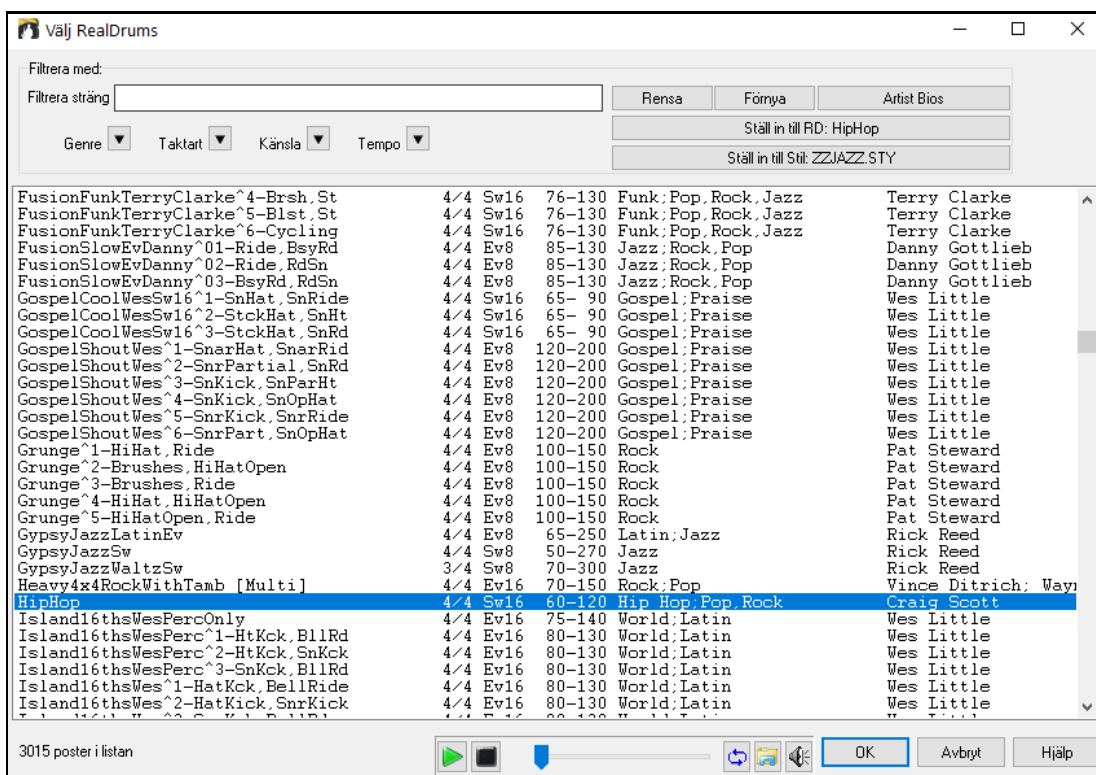 Välj RealDrums
Filtrera med:
Filtrera sträng
Rensa Förnya Artist Bios
Ställ in till RD: HipHop
Genre Taktart Känsla Tempo
Ställ in till Stil: ZZJAZZ.STY
FusionFunkTerryClarke^4-Brsh,St 4/4 Sw16 76-130 Funk;Pop,Rock,Jazz Terry Clarke
FusionFunkTerryClarke^5-Blst,St 4/4 Sw16 76-130 Funk;Pop,Rock,Jazz Terry Clarke
FusionFunkTerryClarke^6-Cycling 4/4 Sw16 76-130 Funk;Pop,Rock,Jazz Terry Clarke
FusionSlowEvDanny^01-Ride,BsyRd 4/4 Ev8 85-130 Jazz;Rock,Pop Danny Gottlieb
FusionSlowEvDanny^02-Ride,RdSn 4/4 Ev8 85-130 Jazz;Rock,Pop Danny Gottlieb
FusionSlowEvDanny^03-BsyRd,RdSn 4/4 Ev8 85-130 Jazz;Rock,Pop Danny Gottlieb
GospelCoolWesSw16^1-SnHat,SnRide 4/4 Sw16 65- 90 Gospel;Praise Wes Little
GospelCoolWesSw16^2-StckHat,SnHt 4/4 Sw16 65- 90 Gospel;Praise Wes Little
GospelCoolWesSw16^3-StckHat,SnRd 4/4 Sw16 65- 90 Gospel;Praise Wes Little
GospelShoutWes^1-SnarHat,SnarRid 4/4 Ev8 120-200 Gospel;Praise Wes Little
GospelShoutWes^2-SnrPartial,SnRd 4/4 Ev8 120-200 Gospel;Praise Wes Little
GospelShoutWes^3-SnKick,SnParHt 4/4 Ev8 120-200 Gospel;Praise Wes Little
GospelShoutWes^4-SnKick,SnOpHat 4/4 Ev8 120-200 Gospel;Praise Wes Little
GospelShoutWes^5-SnrKick,SnrRide 4/4 Ev8 120-200 Gospel;Praise Wes Little
GospelShoutWes^6-SnrPart,SnOpHat 4/4 Ev8 120-200 Gospel;Praise Wes Little
Grunge^1-HiHat,Ride 4/4 Ev8 100-150 Rock Pat Steward
Grunge^2-Brushes,HiHatOpen 4/4 Ev8 100-150 Rock Pat Steward
Grunge^3-Brushes,Ride 4/4 Ev8 100-150 Rock Pat Steward
Grunge^4-HiHat,HiHatOpen 4/4 Ev8 100-150 Rock Pat Steward
Grunge^5-HiHatOpen,Ride 4/4 Ev8 100-150 Rock Pat Steward
GypsyJazzLatinEv 4/4 Ev8 65-250 Latin;Jazz Rick Reed
GypsyJazzSw 4/4 Sw8 50-270 Jazz Rick Reed
GypsyJazzWaltzSw 3/4 Sw8 70-300 Jazz Rick Reed
Heavy4x4RockWithTamb [Multi] 4/4 Ev16 70-150 Rock;Pop Vince Ditrich;
HipHop 4/4 Sw16 60-120 Hip Hop;Pop,Rock Craig Scott
Island16thsWesPercOnly 4/4 Ev16 75-140 World;Latin Wes Little
Island16thsWesPerc^1-HtKck,BllRd 4/4 Ev16 80-130 World;Latin Wes Little
Island16thsWesPerc^2-HtKck,SnKck 4/4 Ev16 80-130 World;Latin Wes Little
Island16thsWesPerc^3-SnKck,BllRd 4/4 Ev16 80-130 World;Latin Wes Little
Island16thsWes^1-HatKck,BellRide 4/4 Ev16 80-130 World;Latin Wes Little
Island16thsWes^2-HatKick,SnrKick 4/4 Ev16 80-130 World;Latin Wes Little
3015 poster i listan OK Avbryt Hjälp